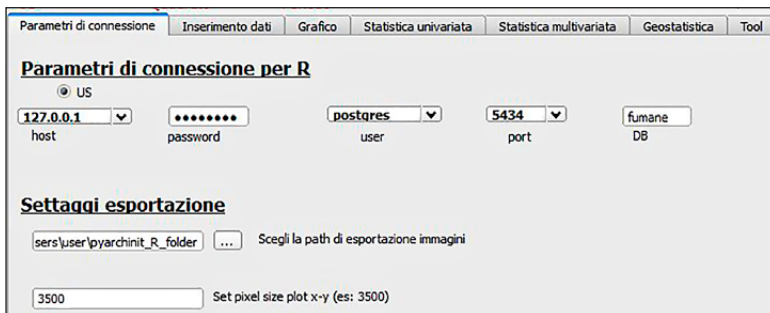 Parametri di connessione Inserimento dati Grafico Statistica univariata Statistica multivariata Geostatistica Tool
Parametri di connessione per R
US
127.0.0.1 •••••••• postgres 5434 fumane
host password user port DB
Settaggi esportazione
sers\user\pyarchinit_R_folder ... Scegli la path di esportazione immagini
3500 Set pixel size plot x-y (es: 3500)